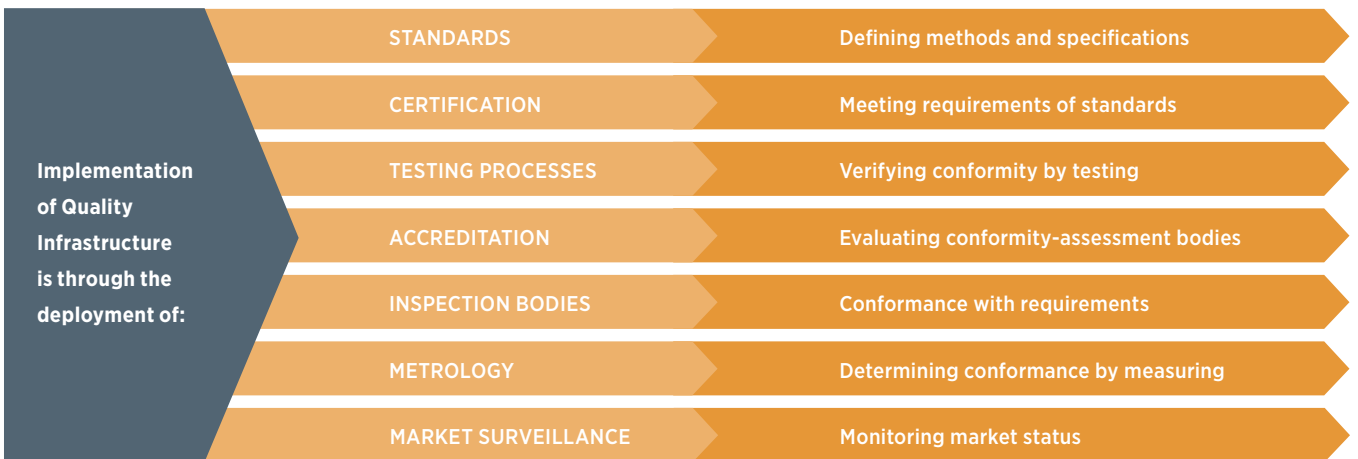 Implementation
of Quality
Infrastructure
is through the
deployment of:
STANDARDS
Defining methods and specifications
CERTIFICATION
Meeting requirements of standards
TESTING PROCESSES
Verifying conformity by testing
ACCREDITATION
Evaluating conformity-assessment bodies
INSPECTION BODIES
Conformance with requirements
METROLOGY
Determining conformance by measuring
MARKET SURVEILLANCE
Monitoring market status